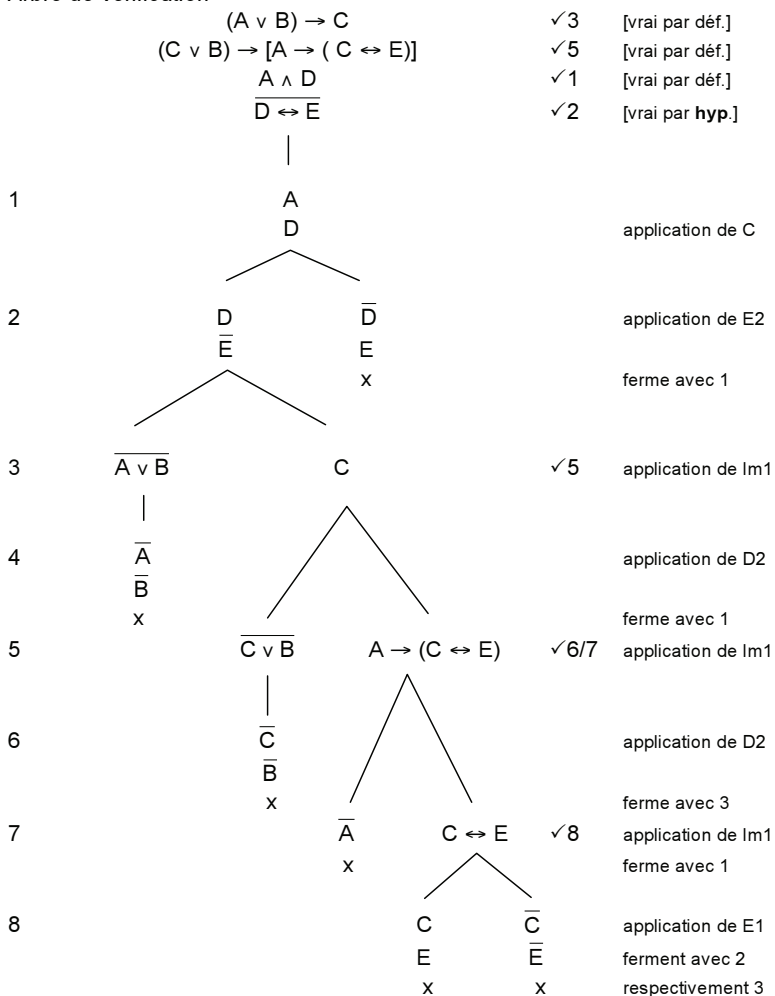 (A ∨ B) → C ✓3 [vrai par déf.]
(C ∨ B) → [A → ( C ↔ E)] ✓5 [vrai par déf.]
A ∧ D ✓1 [vrai par déf.]
D ↔ E ✓2 [vrai par hyp.]
1 A
D application de C
2 D D̅ application de E2
E̅ E
x ferme avec 1
3 A̅ ̅∨̅ ̅B̅ C ✓5 application de Im1
4 A̅ application de D2
B̅
x ferme avec 1
5 C̅ ̅∨̅ ̅B̅ A → (C ↔ E) ✓6/7 application de Im1
6 C̅ application de D2
B̅
x ferme avec 3
7 A̅ C ↔ E ✓8 application de Im1
x ferme avec 1
8 C C̅ application de E1
E E̅ ferment avec 2
x x respectivement 3